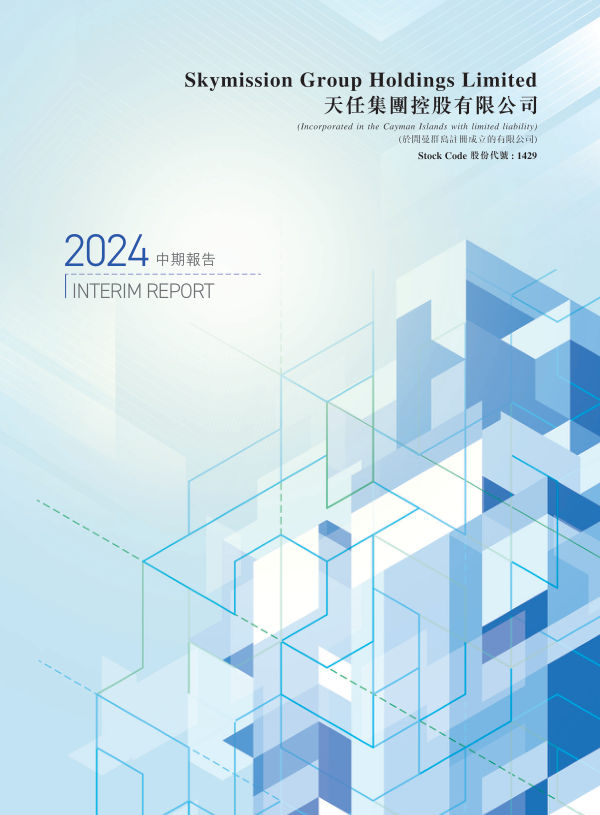 Skymission Group Holdings Limited
天任集團控股有限公司
(Incorporated in the Cayman Islands with limited liability)
(於開曼群島註冊成立的有限公司)
Stock Code 股份代號 : 1429
2024 中期報告
INTERIM REPORT